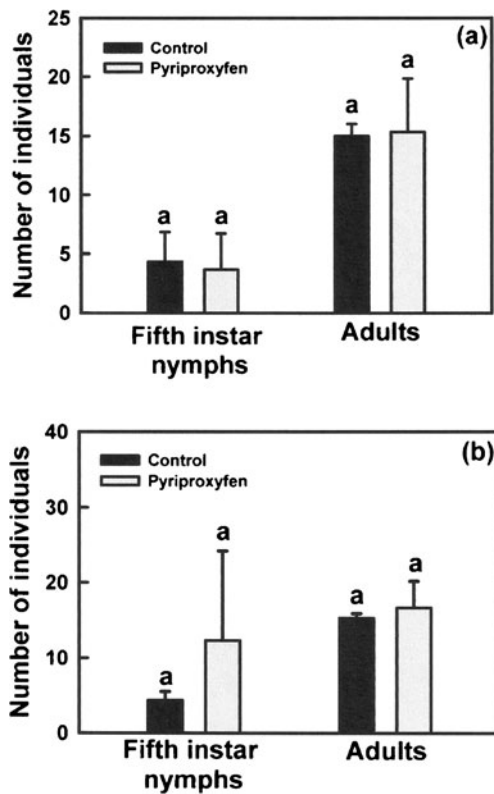 25
(a)
Control
Pyriproxyfen
20
15
10
5
0
Number of individuals
a
a
a
a
Fifth instar
nymphs
Adults
40
(b)
Control
Pyriproxyfen
30
20
10
0
Number of individuals
a
a
a
a
Fifth instar
nymphs
Adults